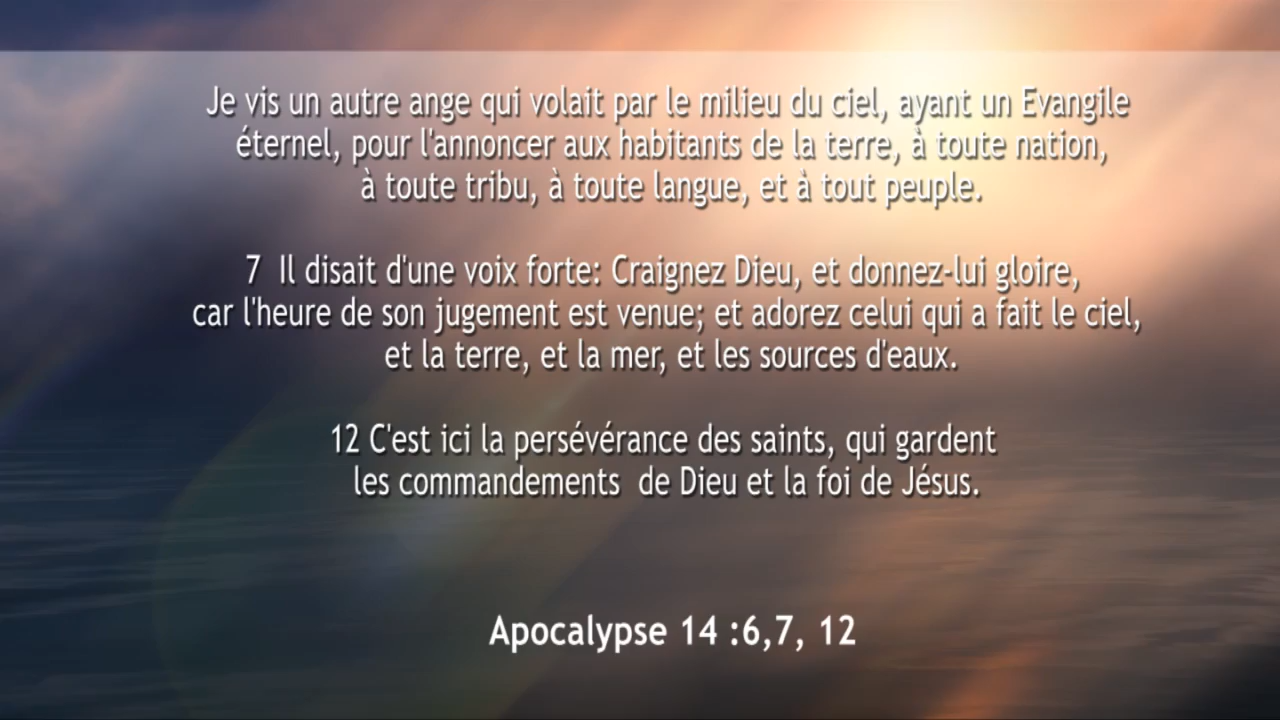 Je vis un autre ange qui volait par le milieu du ciel, ayant un Evangile
éternel, pour l'annoncer aux habitants de la terre, à toute nation,
à toute tribu, à toute langue, et à tout peuple.
7  Il disait d'une voix forte: Craignez Dieu, et donnez-lui gloire,
car l'heure de son jugement est venue; et adorez celui qui a fait le ciel,
et la terre, et la mer, et les sources d'eaux.
12 C'est ici la persévérance des saints, qui gardent
les commandements  de Dieu et la foi de Jésus.
Apocalypse 14 :6,7, 12